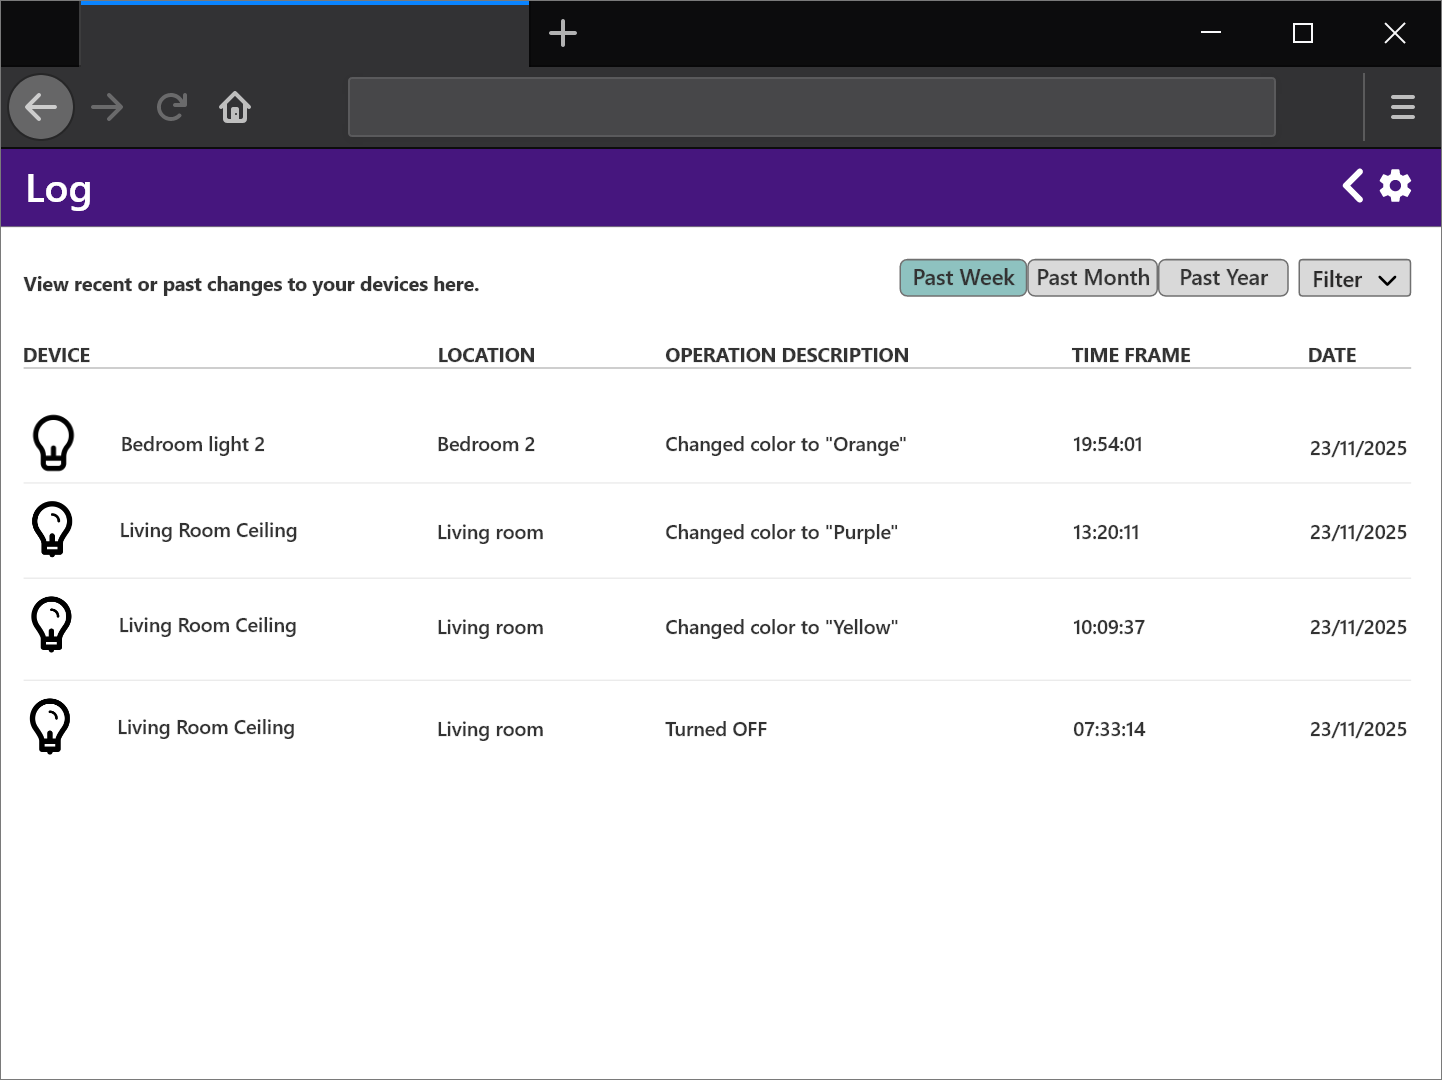 Log
View recent or past changes to your devices here.
Past Week Past Month Past Year Filter
DEVICE LOCATION OPERATION DESCRIPTION TIME FRAME DATE
Bedroom light 2 Bedroom 2 Changed color to "Orange" 19:54:01 23/11/2025
Living Room Ceiling Living room Changed color to "Purple" 13:20:11 23/11/2025
Living Room Ceiling Living room Changed color to "Yellow" 10:09:37 23/11/2025
Living Room Ceiling Living room Turned OFF 07:33:14 23/11/2025